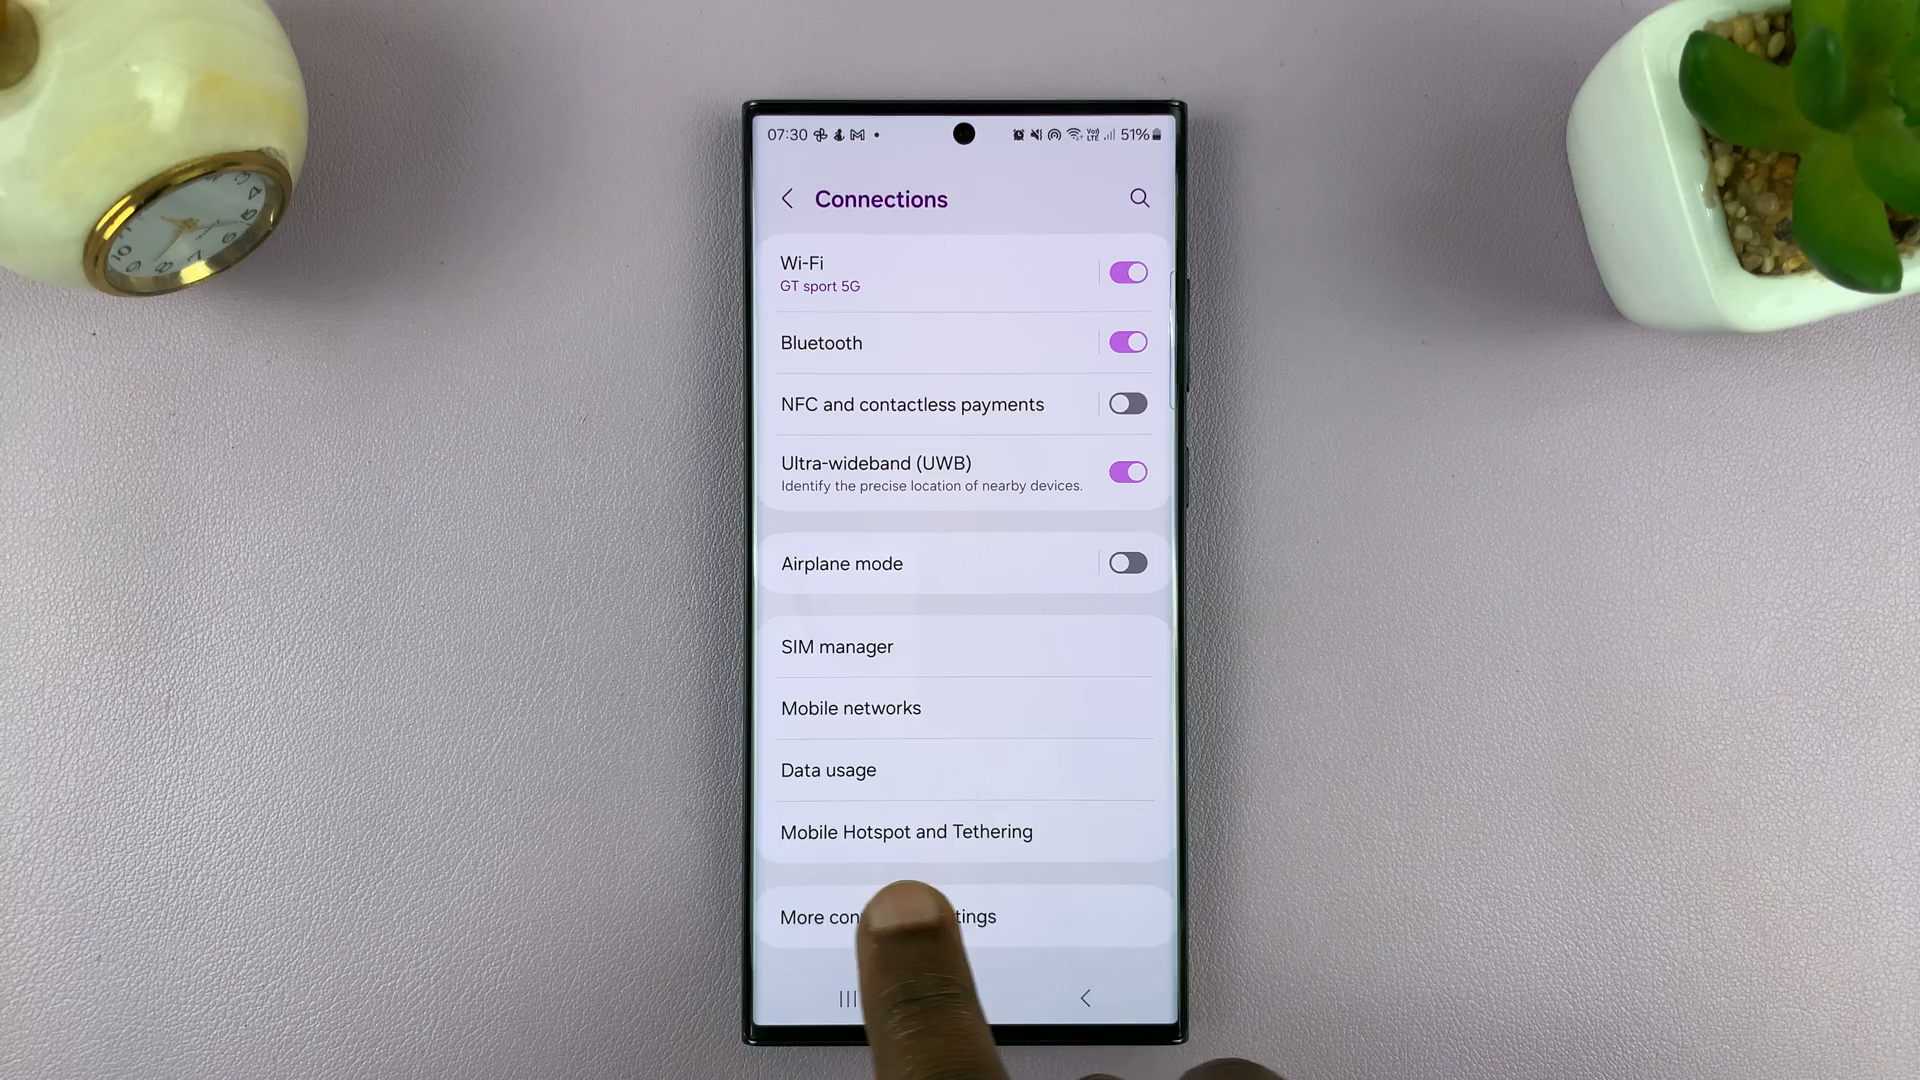 07:30 51%
Connections
Wi-Fi
GT sport 5G
Bluetooth
NFC and contactless payments
Ultra-wideband (UWB)
Identify the precise location of nearby devices.
Airplane mode
SIM manager
Mobile networks
Data usage
Mobile Hotspot and Tethering
More con tings